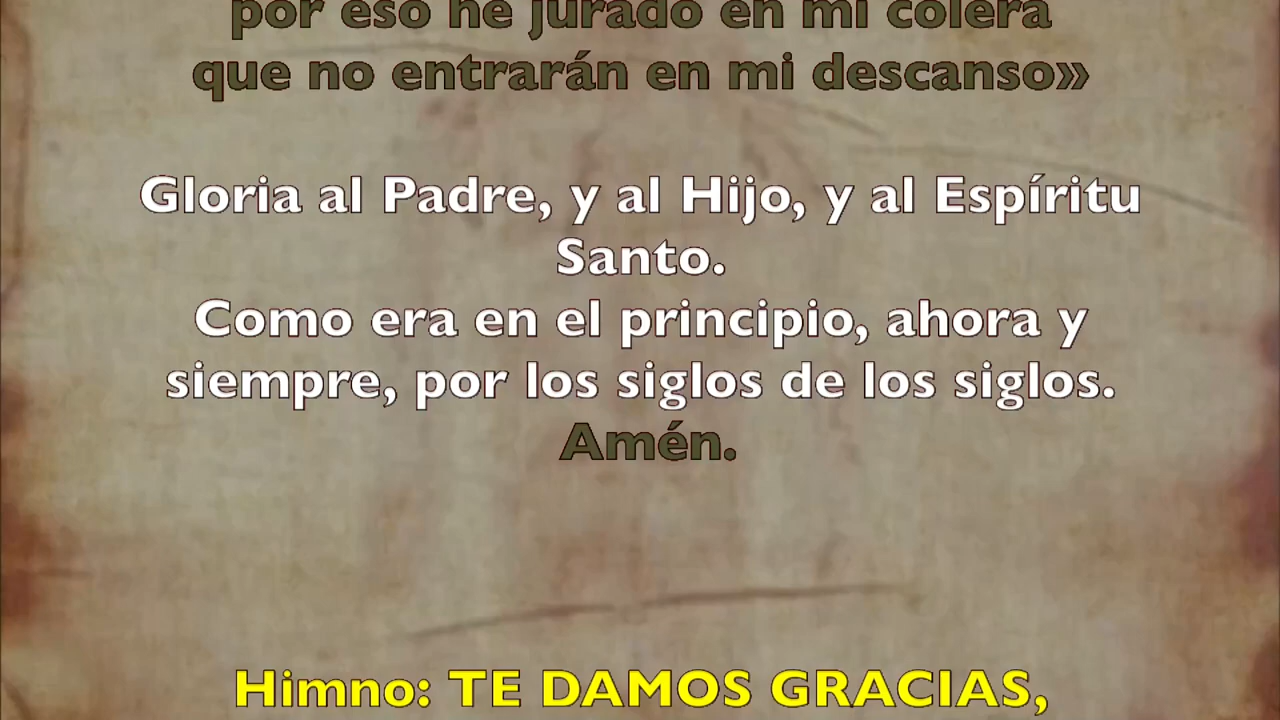 por eso he jurado en mi cólera
que no entrarán en mi descanso»
Gloria al Padre, y al Hijo, y al Espíritu
Santo.
Como era en el principio, ahora y
siempre, por los siglos de los siglos.
Amén.
Himno: TE DAMOS GRACIAS,